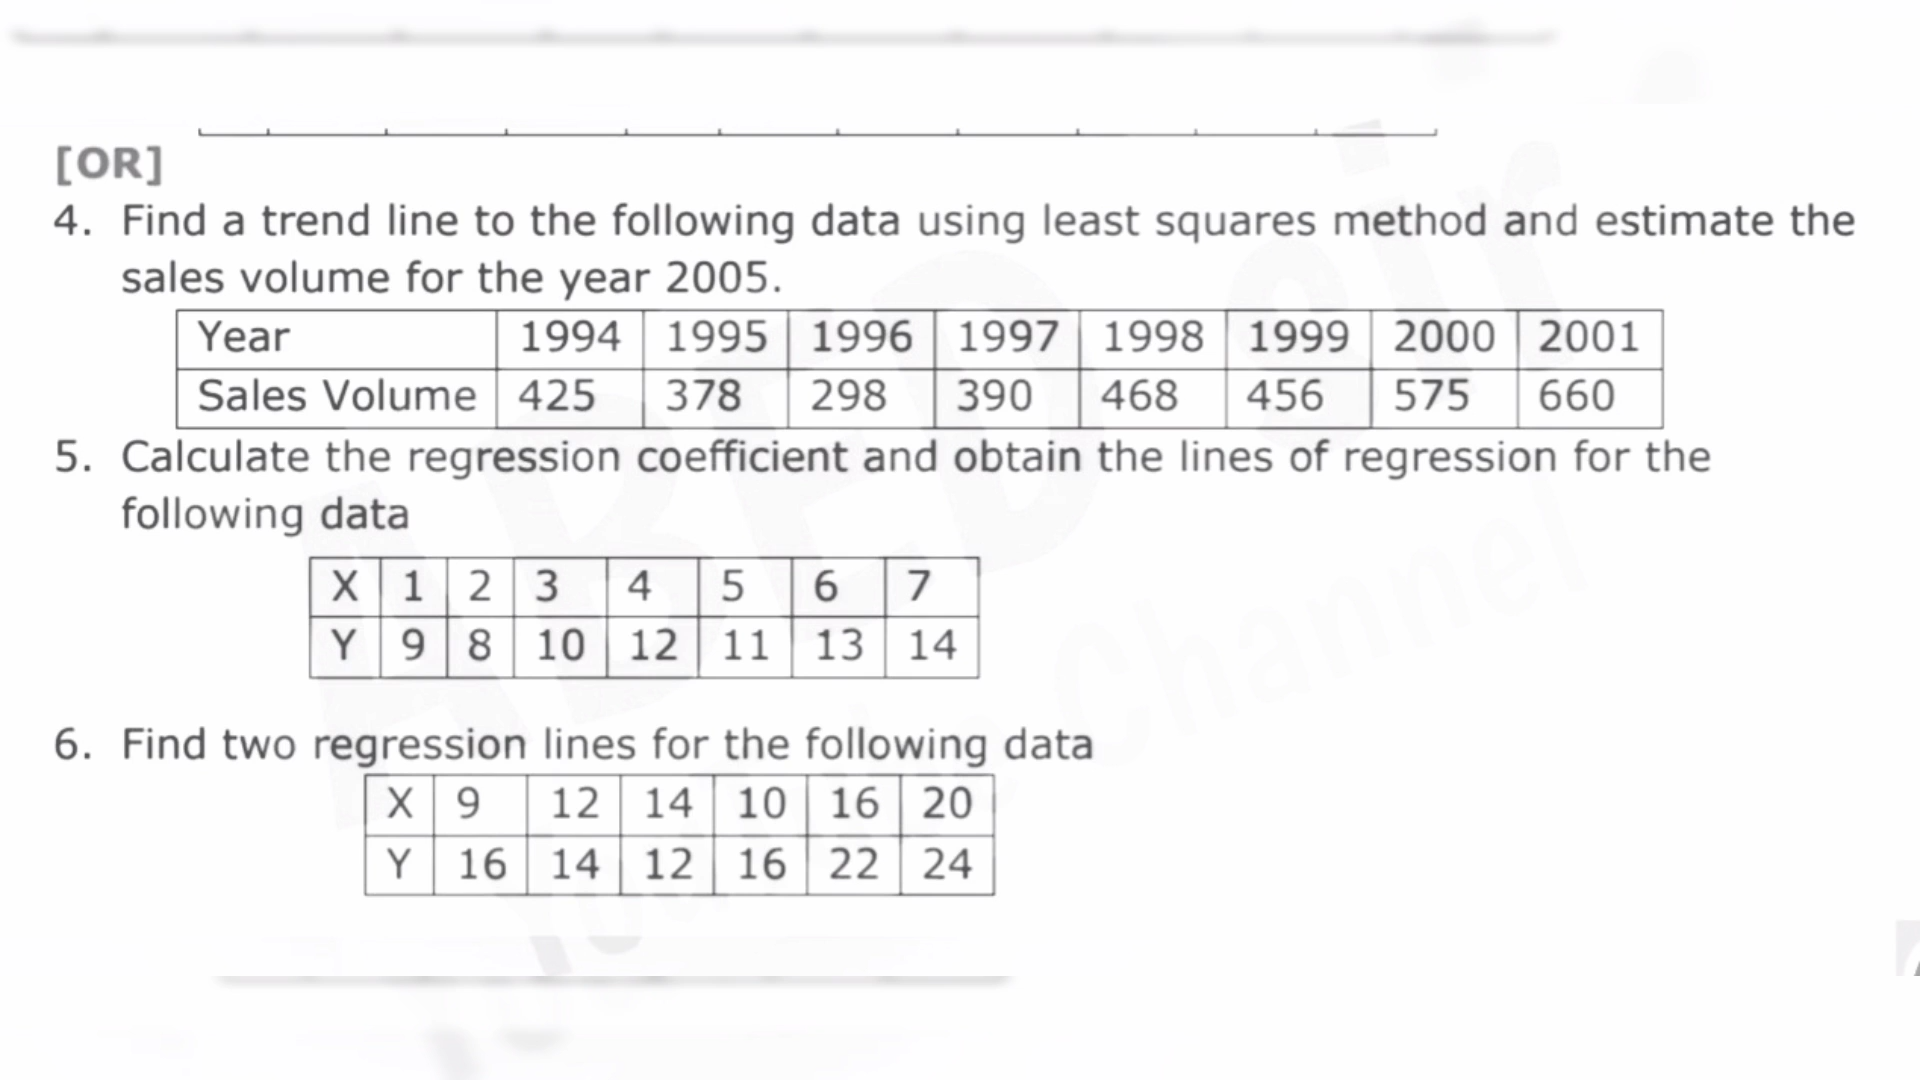 [OR]
4. Find a trend line to the following data using least squares method and estimate the
sales volume for the year 2005.
Year 1994 1995 1996 1997 1998 1999 2000 2001
Sales Volume 425 378 298 390 468 456 575 660
5. Calculate the regression coefficient and obtain the lines of regression for the
following data
X 1 2 3 4 5 6 7
Y 9 8 10 12 11 13 14
6. Find two regression lines for the following data
X 9 12 14 10 16 20
Y 16 14 12 16 22 24
ABED sir
Channel